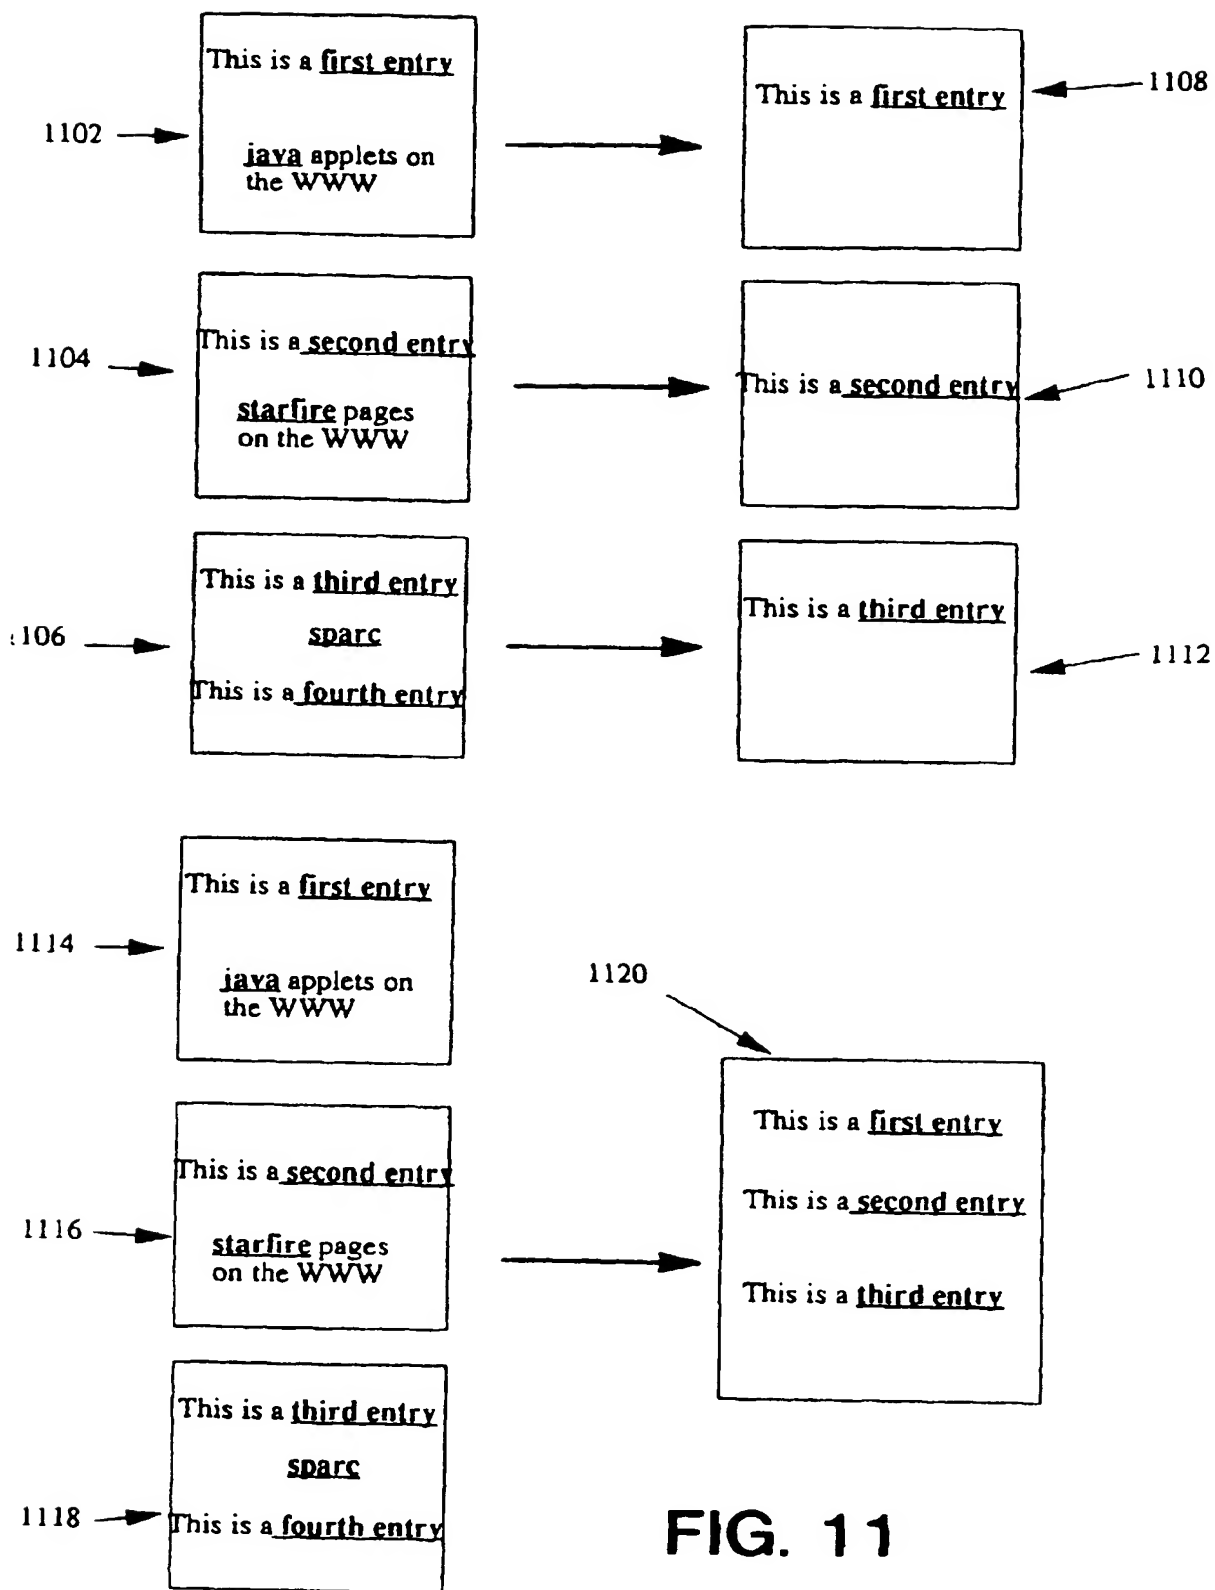 This is a first entry
1102
java applets on
the WWW
This is a first entry
1108
This is a second entry
1104
starfire pages
on the WWW
This is a second entry
1110
This is a third entry
sparc
106
This is a fourth entry
This is a third entry
1112
This is a first entry
1114
java applets on
the WWW
This is a second entry
1116
starfire pages
on the WWW
This is a third entry
sparc
1118
This is a fourth entry
1120
This is a first entry
This is a second entry
This is a third entry
FIG. 11